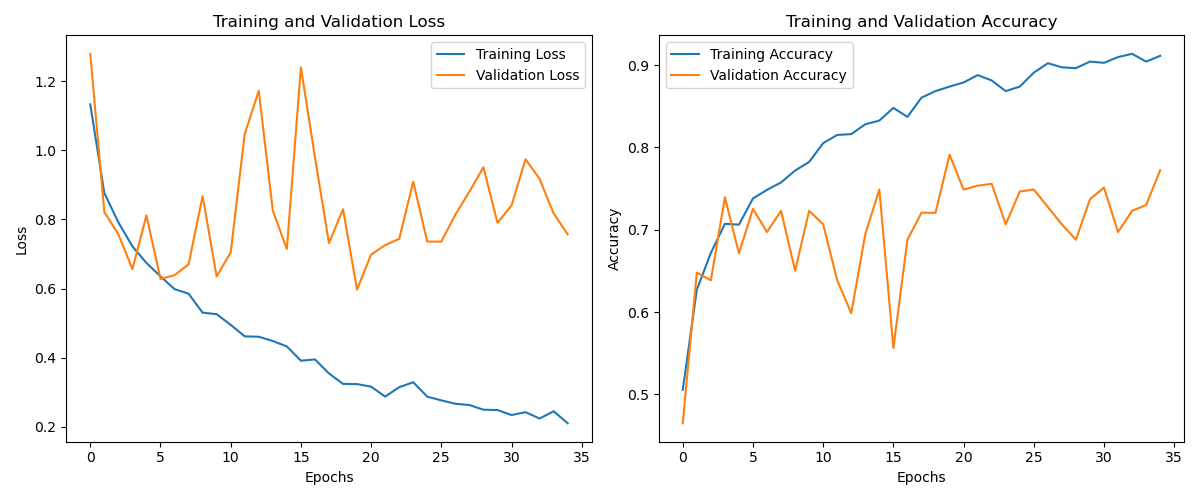 Training and Validation Loss
Training Loss
Validation Loss
1.2
1.0
0.8
0.6
0.4
0.2
Loss
0 5 10 15 20 25 30 35
Epochs
Training and Validation Accuracy
Training Accuracy
Validation Accuracy
0.9
0.8
0.7
0.6
0.5
Accuracy
0 5 10 15 20 25 30 35
Epochs